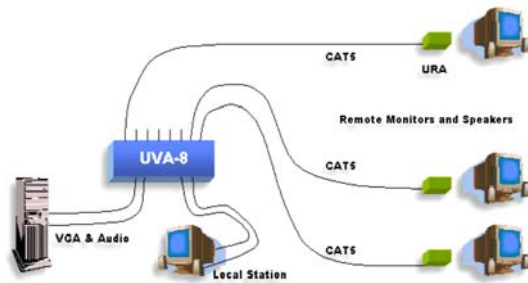 CAT5
URA
Remote Monitors and Speakers
UVA-8
CAT5
VGA & Audio
Local Station
CAT5